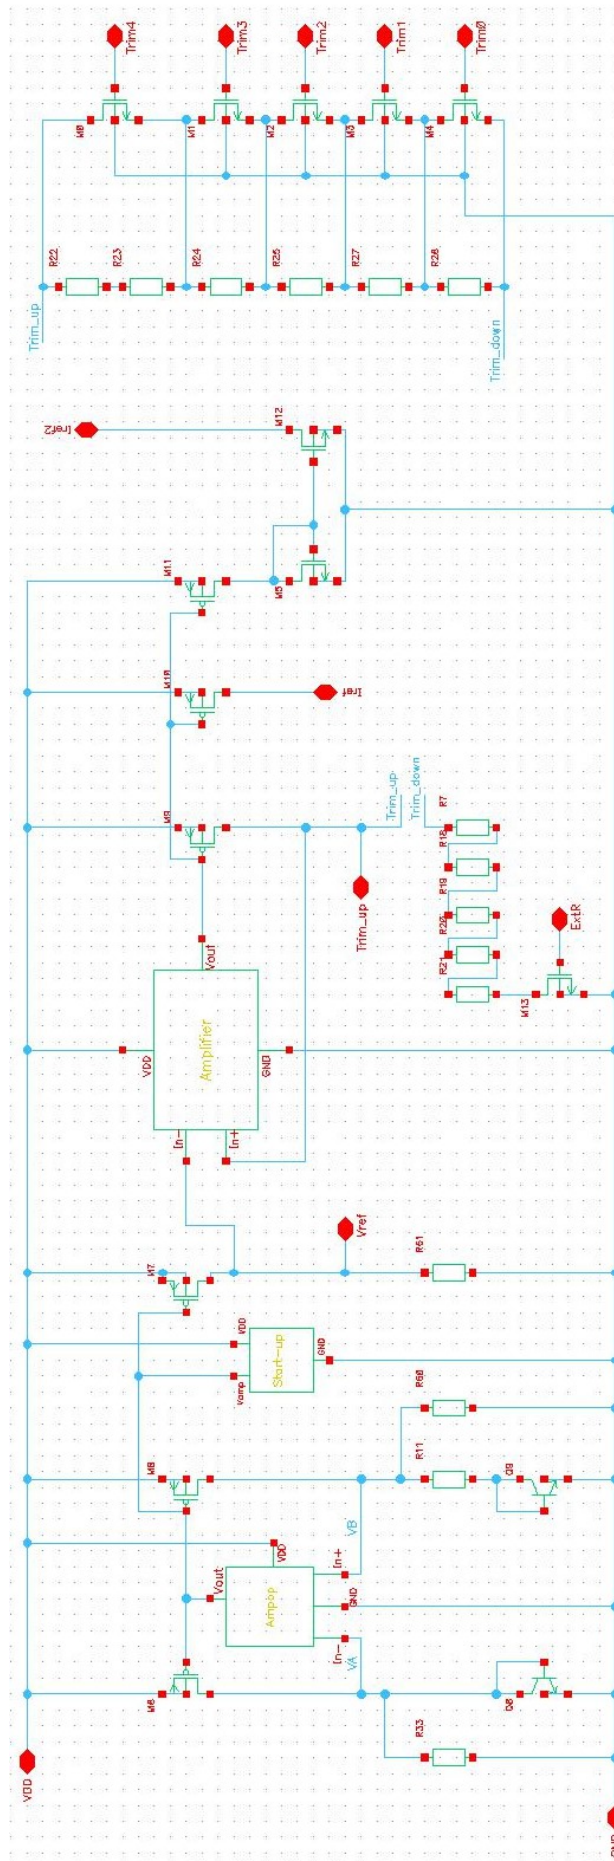 Trim4
Trim3
Trim2
Trim1
Trim0
M0
M1
M2
M3
M4
R22
R23
R24
R25
R27
R28
Trim_up
Trim_down
Iref2
M12
M11
M5
M10
Iref
M9
Trim_up
Trim_down
R7
R18
R19
R20
R21
Trim_up
ExtR
M13
Vout
Amplifier
VDD
GND
In-
In+
M7
Vref
R61
VDD
Vamp
Start-up
GND
R60
M8
R11
Q9
VB
VDD
Vout
Ampop
In+
GND
In-
VA
M6
Q8
R33
VDD